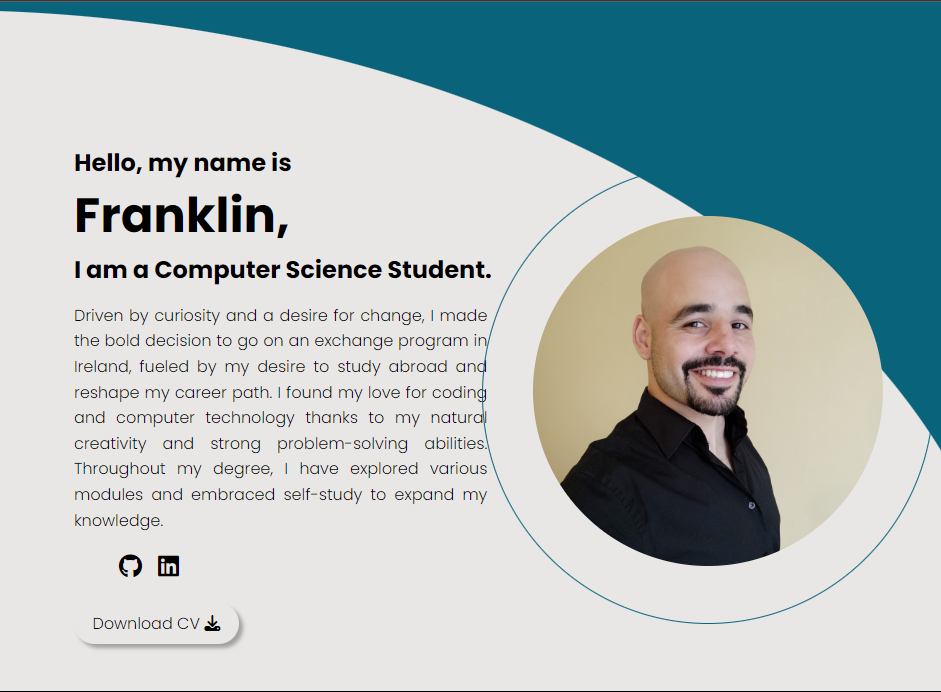 Hello, my name is
Franklin,
I am a Computer Science Student.
Driven by curiosity and a desire for change, I made
the bold decision to go on an exchange program in
Ireland, fueled by my desire to study abroad and
reshape my career path. I found my love for coding
and computer technology thanks to my natural
creativity and strong problem-solving abilities.
Throughout my degree, I have explored various
modules and embraced self-study to expand my
knowledge.
in
Download CV